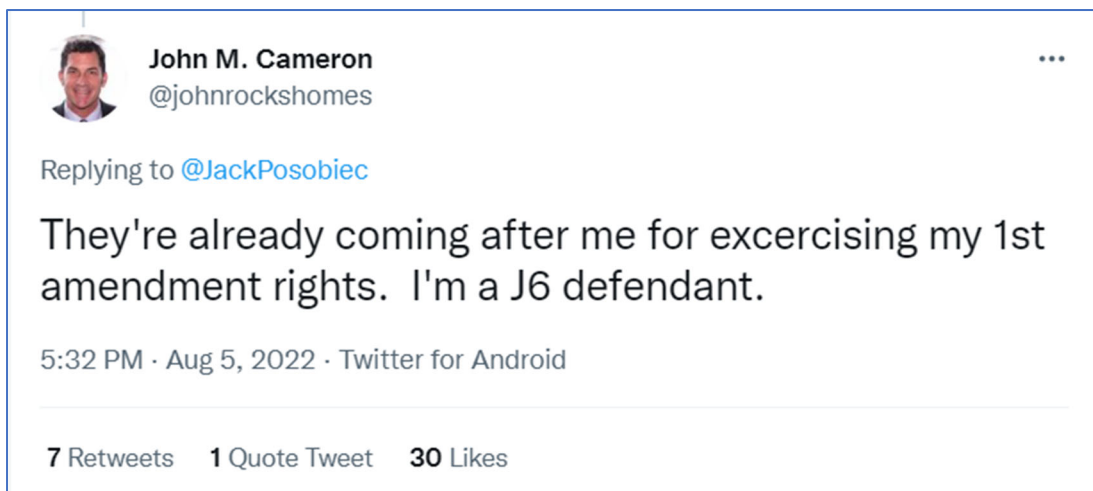 John M. Cameron
@johnrockshomes
Replying to @JackPosobiec
They're already coming after me for excercising my 1st
amendment rights.  I'm a J6 defendant.
5:32 PM · Aug 5, 2022 · Twitter for Android
7 Retweets 1 Quote Tweet 30 Likes